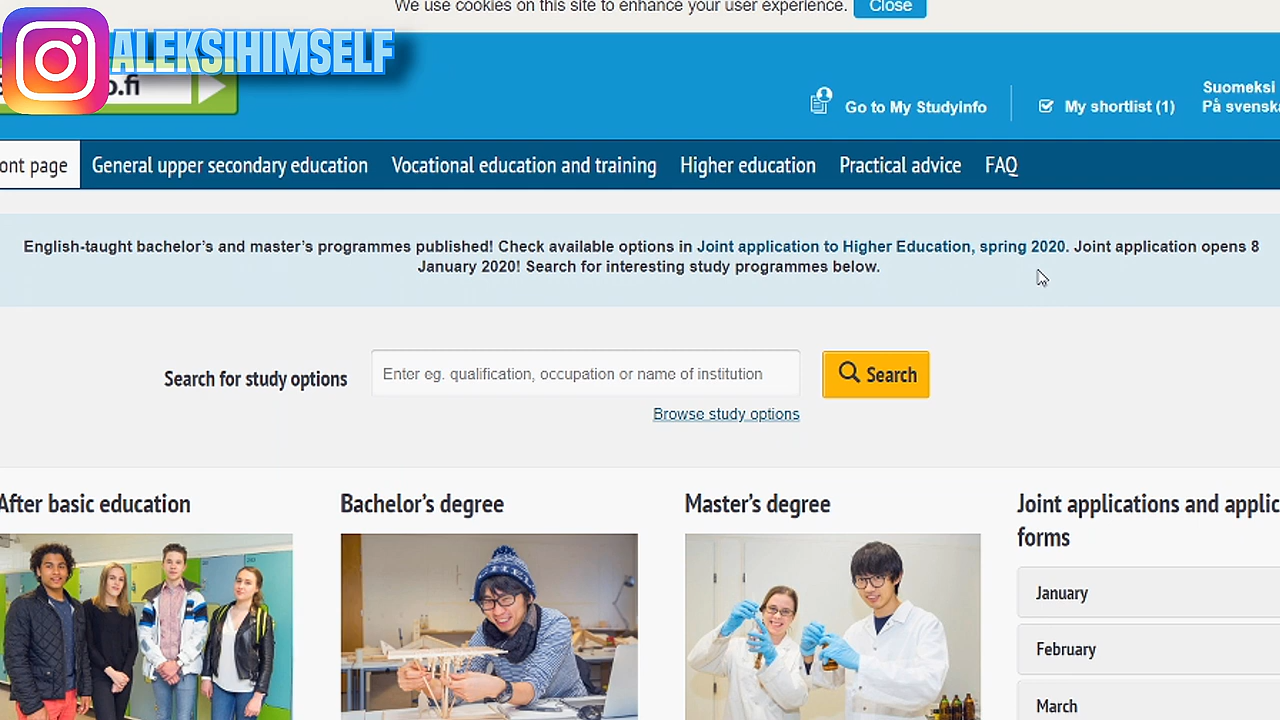 We use cookies on this site to enhance your user experience. Close
ALEKSIHIMSELF
o.fi
Go to My Studyinfo
My shortlist (1)
Suomeksi
På svenska
ont page
General upper secondary education
Vocational education and training
Higher education
Practical advice
FAQ
English-taught bachelor's and master's programmes published! Check available options in Joint application to Higher Education, spring 2020. Joint application opens 8
January 2020! Search for interesting study programmes below.
Search for study options
Enter eg. qualification, occupation or name of institution
Search
Browse study options
After basic education
Bachelor's degree
Master's degree
Joint applications and applic
forms
January
February
March